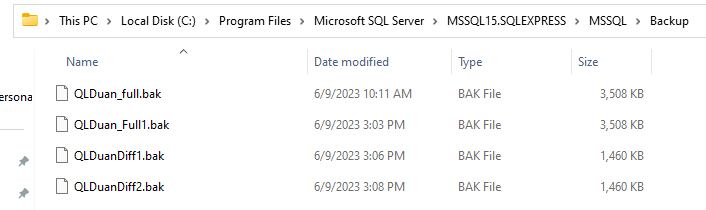 This PC > Local Disk (C:) > Program Files > Microsoft SQL Server > MSSQL15.SQLEXPRESS > MSSQL > Backup
Name Date modified Type Size
ersona
QLDuan_full.bak 6/9/2023 10:11 AM BAK File 3,508 KB
QLDuan_Full1.bak 6/9/2023 3:03 PM BAK File 3,508 KB
QLDuanDiff1.bak 6/9/2023 3:06 PM BAK File 1,460 KB
QLDuanDiff2.bak 6/9/2023 3:08 PM BAK File 1,460 KB